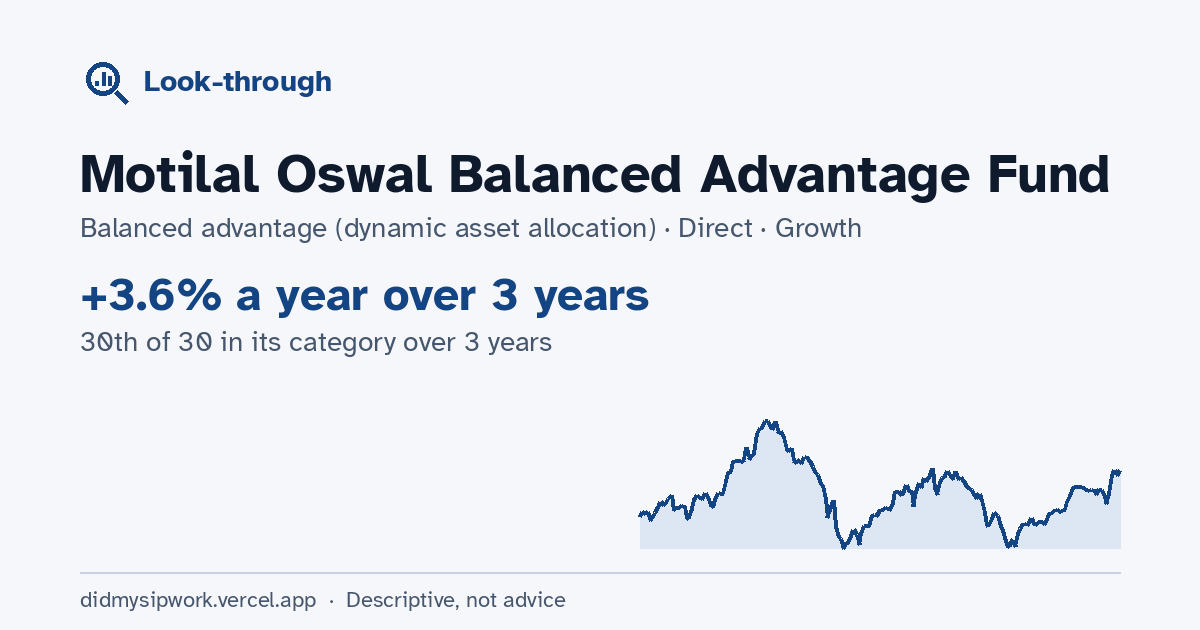 Look-through
Motilal Oswal Balanced Advantage Fund
Balanced advantage (dynamic asset allocation) · Direct · Growth
+3.6% a year over 3 years
30th of 30 in its category over 3 years
didmysipwork.vercel.app · Descriptive, not advice